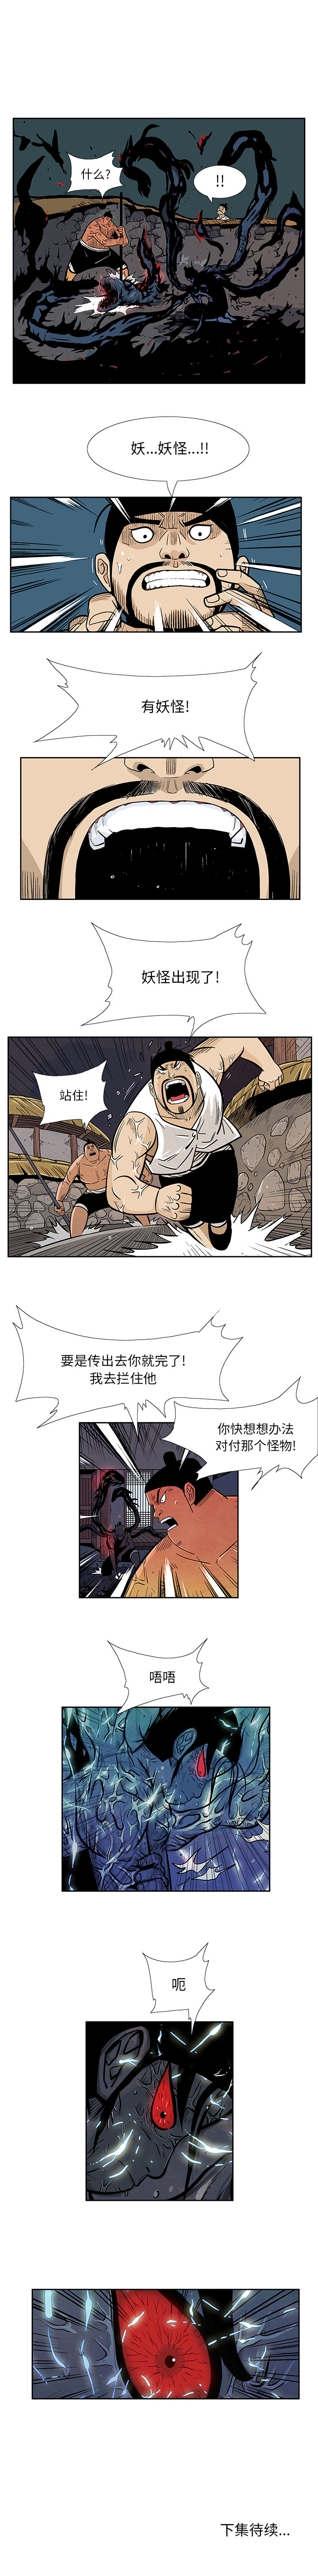 什么?
!!
妖...妖怪...!!
有妖怪!
妖怪出现了!
站住!
要是传出去你就完了!
我去拦住他
你快想想办法
对付那个怪物!
唔唔
呃
下集待续...